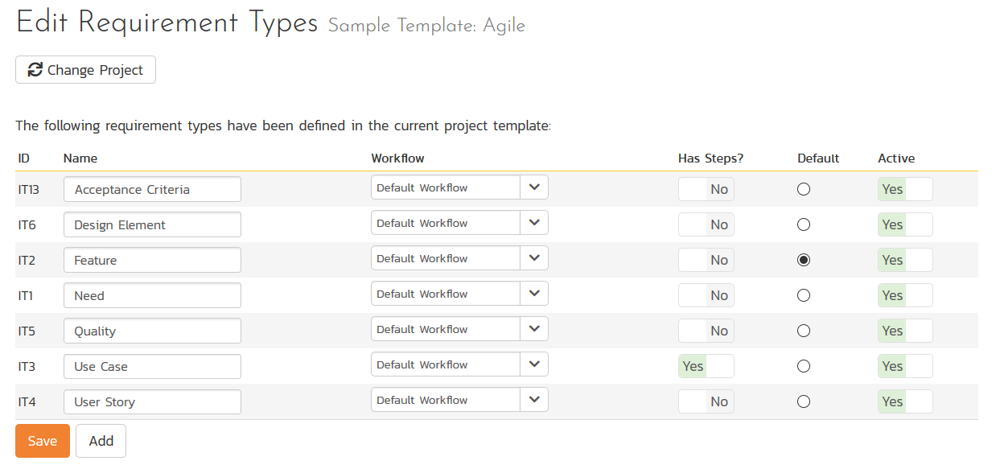 Edit Requirement Types Sample Template: Agile
Change Project
The following requirement types have been defined in the current project template:
ID Name Workflow Has Steps? Default Active
IT13 Acceptance Criteria Default Workflow No Yes
IT6 Design Element Default Workflow No Yes
IT2 Feature Default Workflow No Yes
IT1 Need Default Workflow No Yes
IT5 Quality Default Workflow No Yes
IT3 Use Case Default Workflow Yes Yes
IT4 User Story Default Workflow No Yes
Save Add